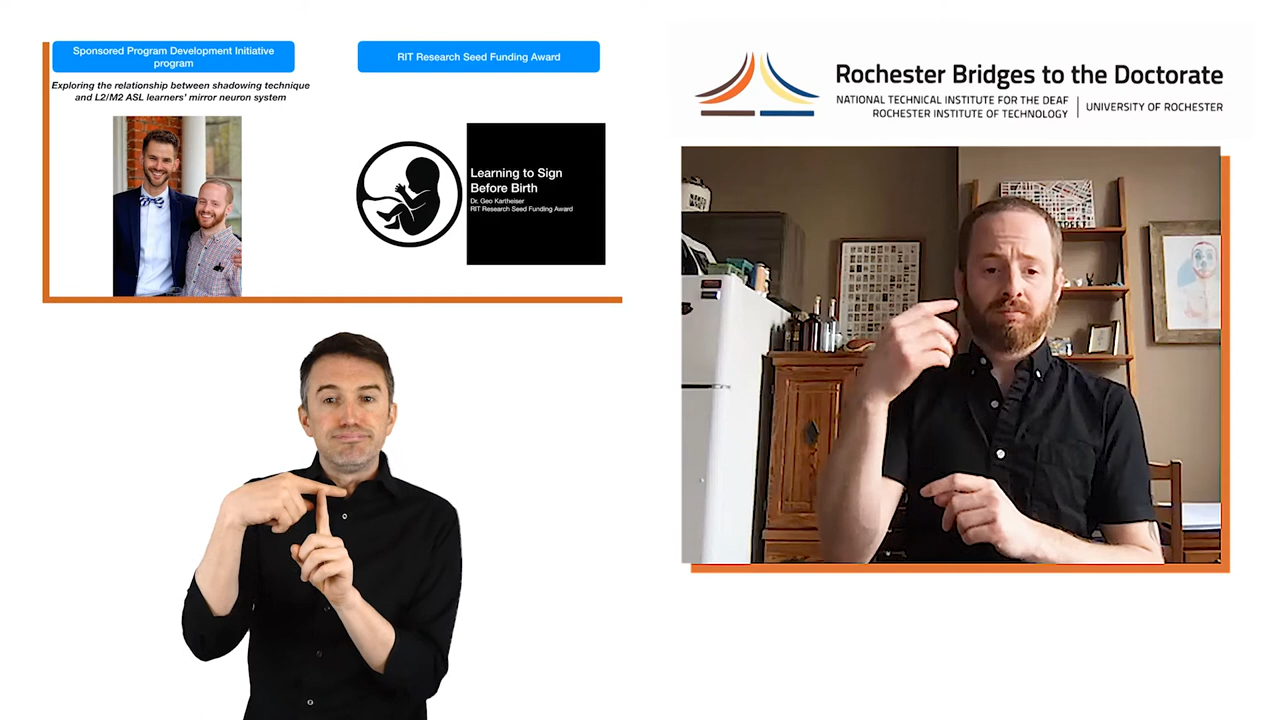 Sponsored Program Development Initiative
program
Exploring the relationship between shadowing technique
and L2/M2 ASL learners' mirror neuron system
RIT Research Seed Funding Award
Learning to Sign
Before Birth
Dr. Geo Kartheiser
RIT Research Seed Funding Award
Rochester Bridges to the Doctorate
NATIONAL TECHNICAL INSTITUTE FOR THE DEAF
ROCHESTER INSTITUTE OF TECHNOLOGY
UNIVERSITY OF ROCHESTER